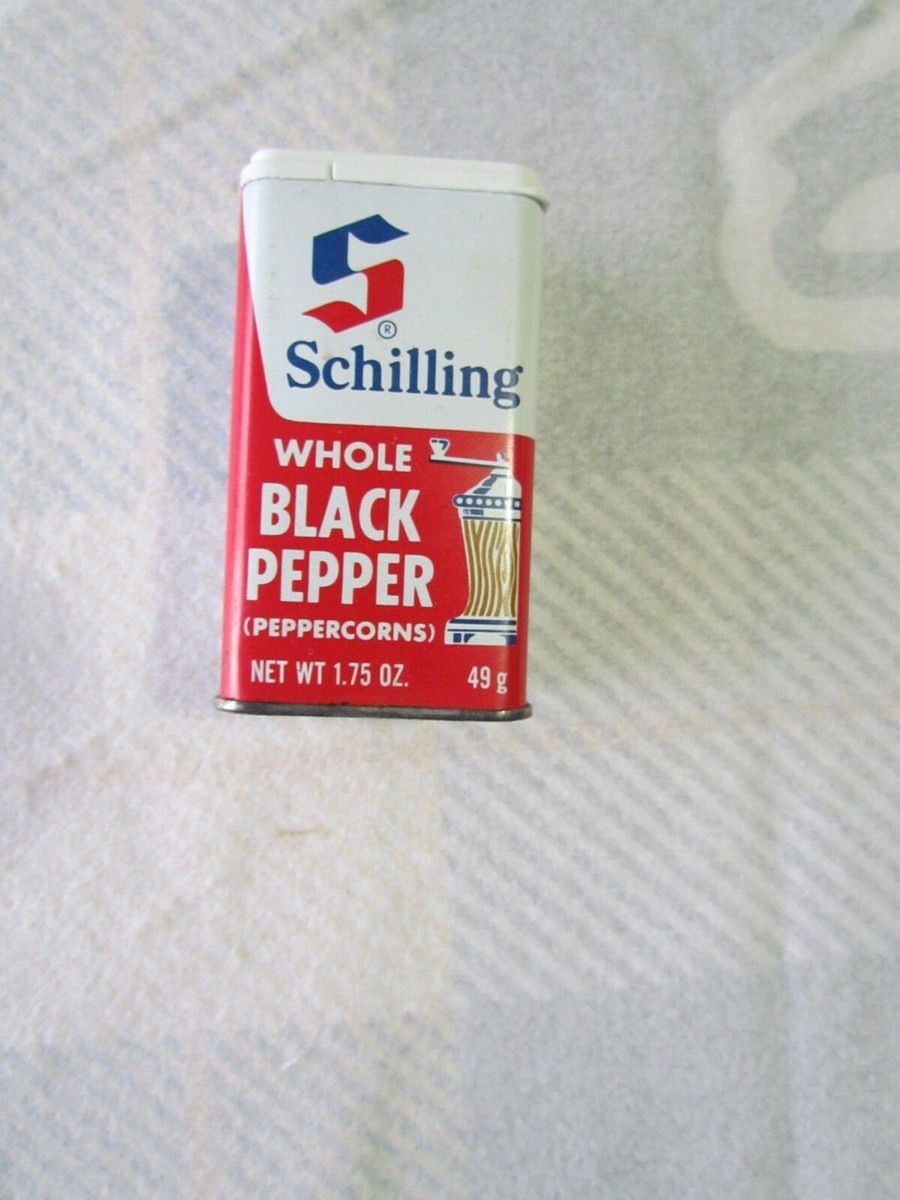 S
®
Schilling
WHOLE
BLACK
PEPPER
(PEPPERCORNS)
NET WT 1.75 OZ. 49 g